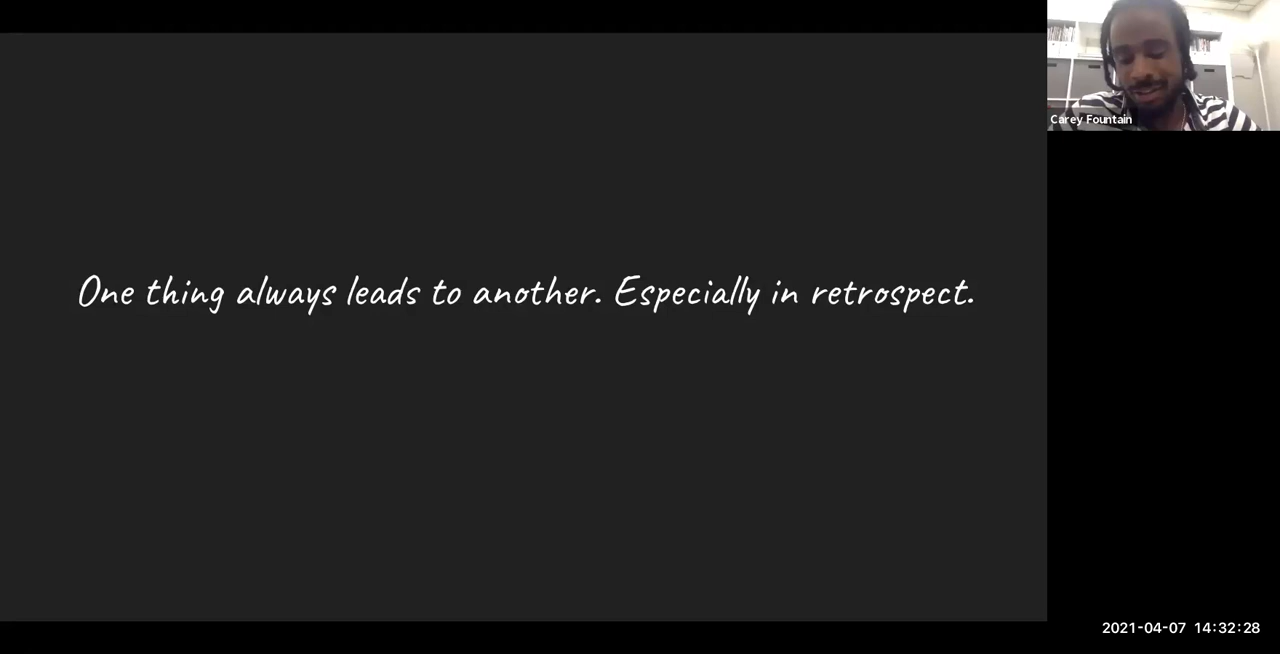 Carey Fountain
One thing always leads to another. Especially in retrospect.
2021-04-07 14:32:28